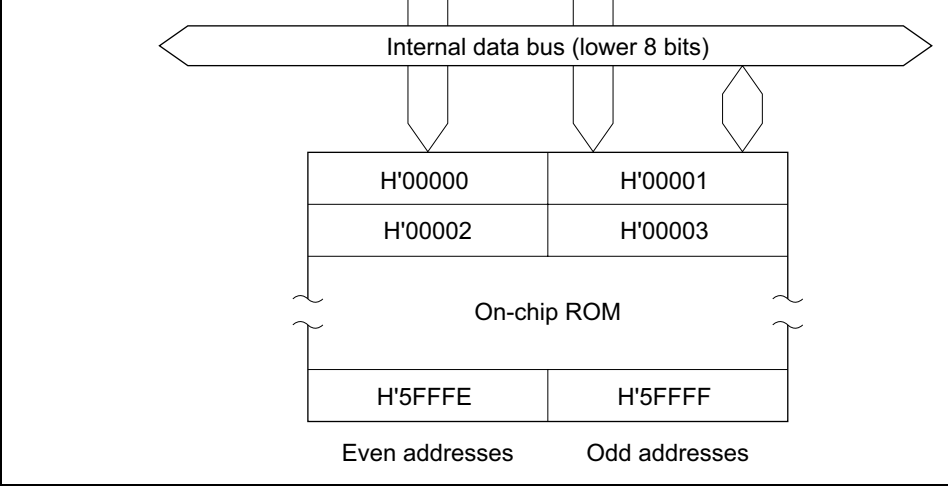 Internal data bus (lower 8 bits)
H'00000 H'00001
H'00002 H'00003
On-chip ROM
H'5FFFE H'5FFFF
Even addresses Odd addresses